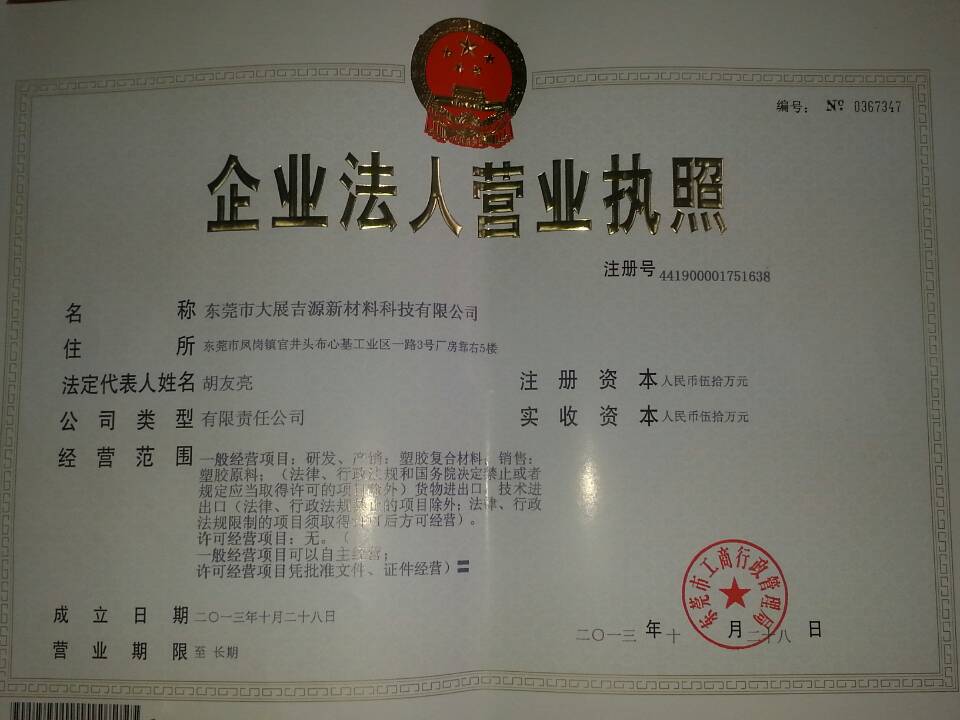 编号： Nº 0367347
企业法人营业执照
注册号 441900001751638
名称 东莞市大展吉源新材料科技有限公司
住所 东莞市凤岗镇官井头布心基工业区一路3号厂房靠右5楼
法定代表人姓名 胡友亮
注册资本 人民币伍拾万元
公司类型 有限责任公司
实收资本 人民币伍拾万元
经营范围 一般经营项目：研发、产销：塑胶复合材料；销售：
塑胶原料；（法律、行政法规和国务院决定禁止或者
规定应当取得许可的项目除外）货物进出口、技术进
出口（法律、行政法规禁止的项目除外；法律、行政
法规限制的项目须取得许可后方可经营）。
许可经营项目：无。（
一般经营项目可以自主经营；
许可经营项目凭批准文件、证件经营）〓
东莞市工商行政管理局
成立日期 二〇一三年十月二十八日
二〇一三 年 十 月 二十八 日
营业期限 至 长期